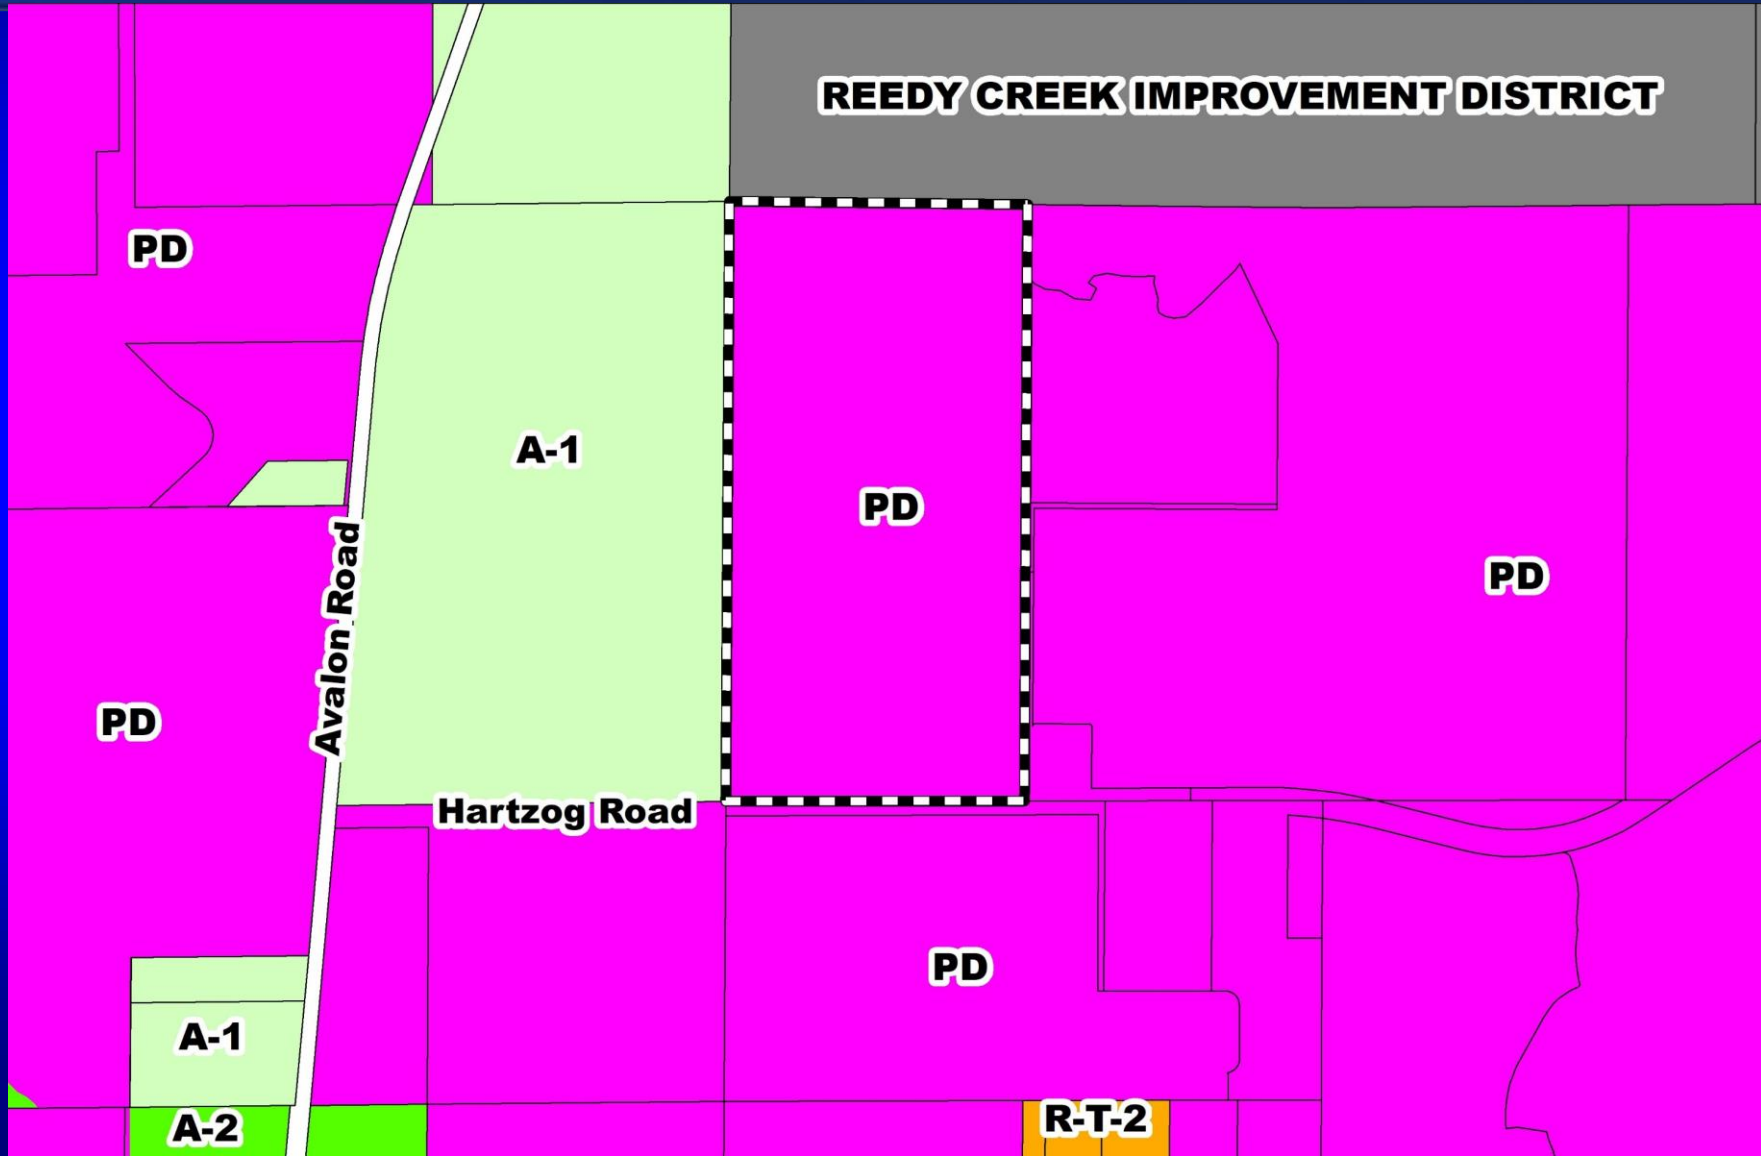 REEDY CREEK IMPROVEMENT DISTRICT
PD
A-1
PD
PD
Avalon Road
PD
Hartzog Road
PD
A-1
R-T-2
A-2